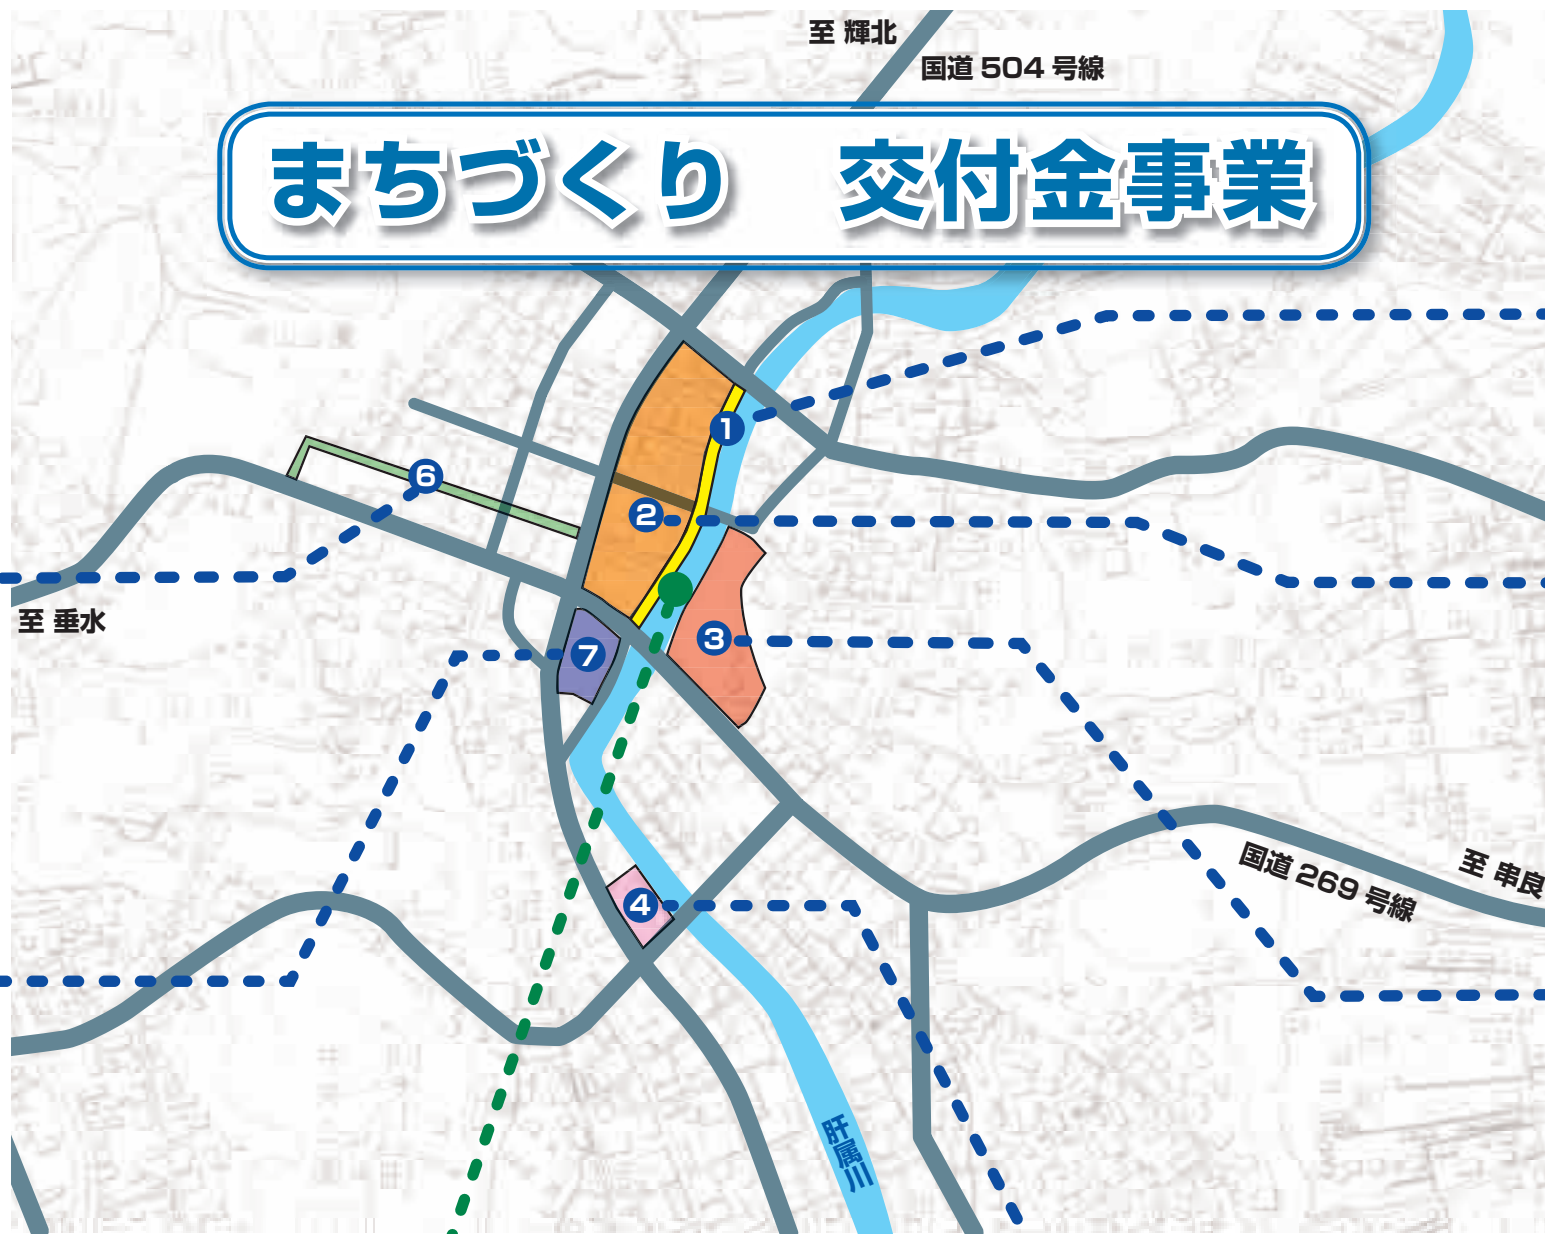 至 輝北
国道 504 号線
まちづくり　交付金事業
1
6
2
至 垂水
3
7
国道 269 号線
至 串良
4
肝属川